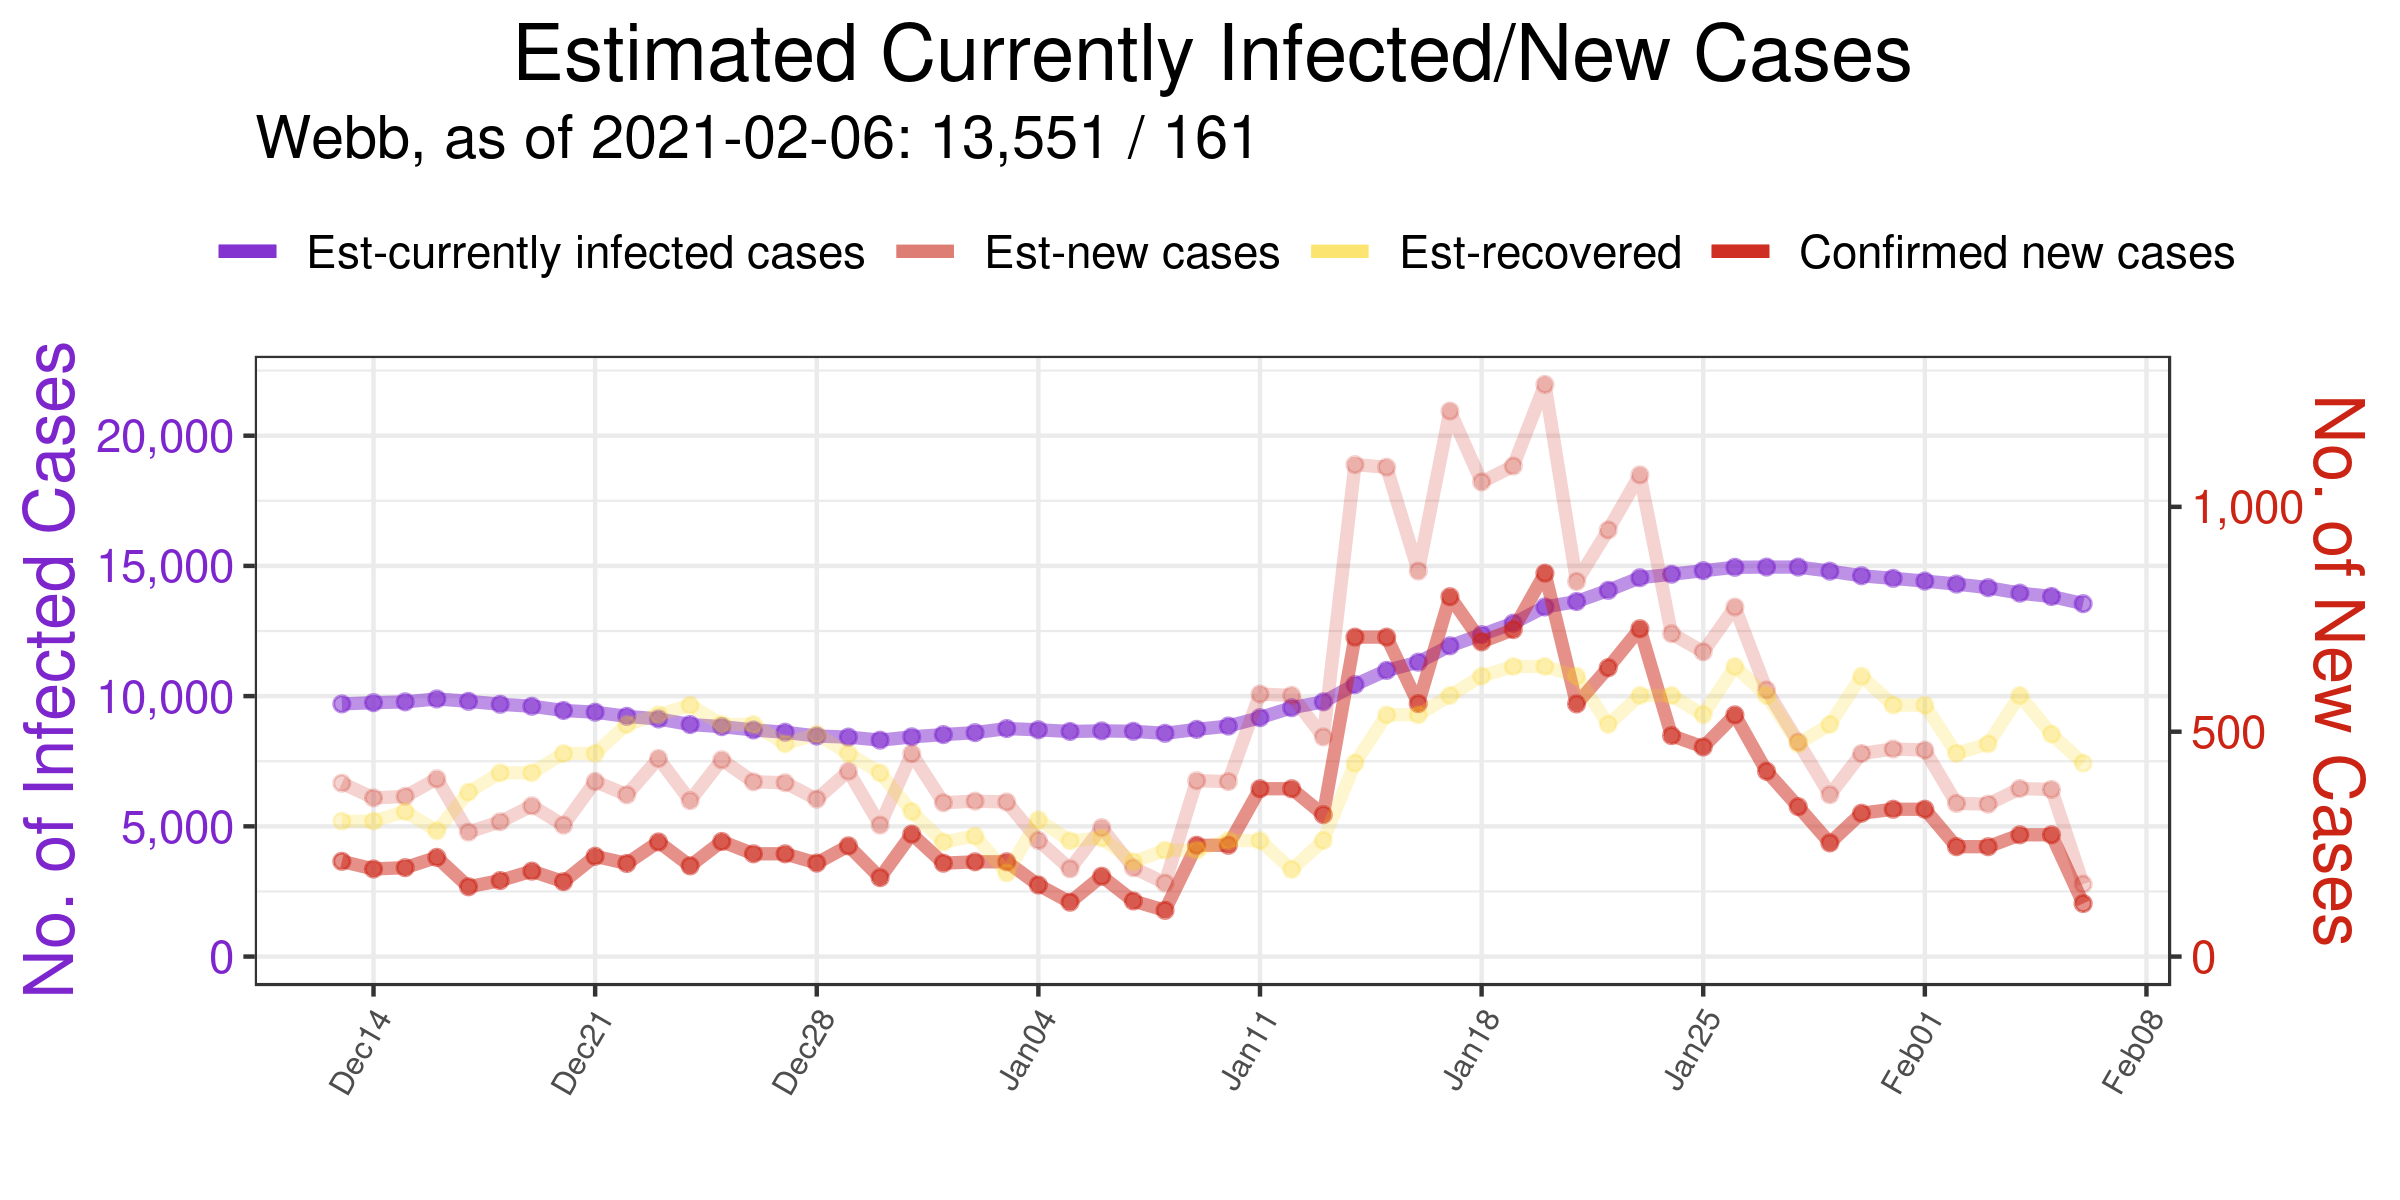 Estimated Currently Infected/New Cases
Webb, as of 2021-02-06: 13,551 / 161
Est-currently infected cases Est-new cases Est-recovered Confirmed new cases
No. of Infected Cases
20,000
15,000
10,000
5,000
0
No. of New Cases
1,000
500
0
Dec14 Dec21 Dec28 Jan04 Jan11 Jan18 Jan25 Feb01 Feb08